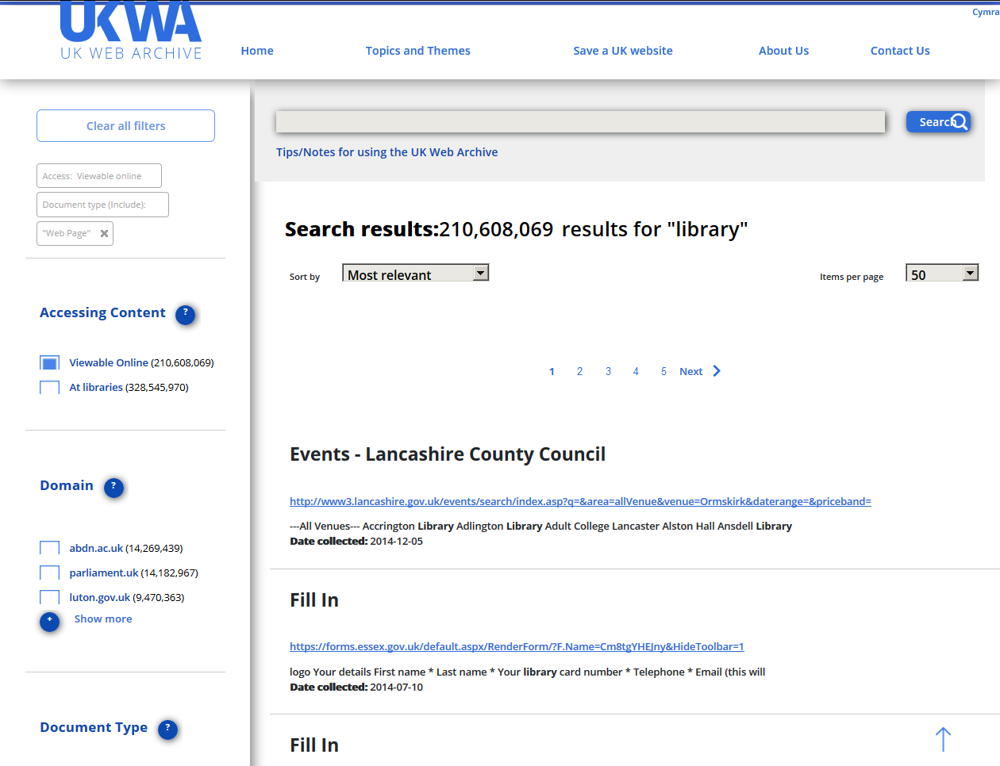 Cymra
UKWA
UK WEB ARCHIVE
Home
Topics and Themes
Save a UK website
About Us
Contact Us
Clear all filters
Access: Viewable online
Document type (Include):
"Web Page"
Accessing Content ?
Viewable Online (210,608,069)
At libraries (328,545,970)
Domain ?
abdn.ac.uk (14,269,439)
parliament.uk (14,182,967)
luton.gov.uk (9,470,363)
+ Show more
Document Type ?
Search
Tips/Notes for using the UK Web Archive
Search results:210,608,069 results for "library"
Sort by
Most relevant
Items per page
50
1 2 3 4 5 Next
Events - Lancashire County Council
http://www3.lancashire.gov.uk/events/search/index.asp?q=&area=allVenue&venue=Ormskirk&daterange=&priceband=
---All Venues--- Accrington Library Adlington Library Adult College Lancaster Alston Hall Ansdell Library
Date collected: 2014-12-05
Fill In
https://forms.essex.gov.uk/default.aspx/RenderForm/?F.Name=Cm8tgYHEJny&HideToolbar=1
logo Your details First name * Last name * Your library card number * Telephone * Email (this will
Date collected: 2014-07-10
Fill In